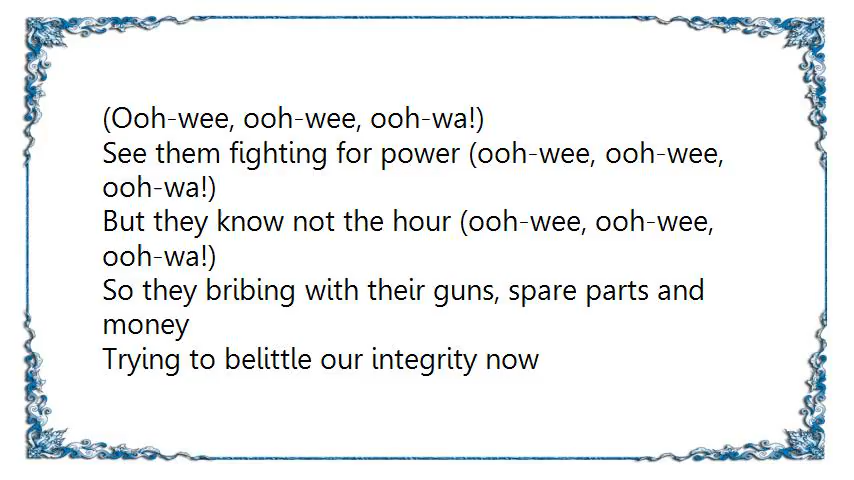 (Ooh-wee, ooh-wee, ooh-wa!)
See them fighting for power (ooh-wee, ooh-wee,
ooh-wa!)
But they know not the hour (ooh-wee, ooh-wee,
ooh-wa!)
So they bribing with their guns, spare parts and
money
Trying to belittle our integrity now